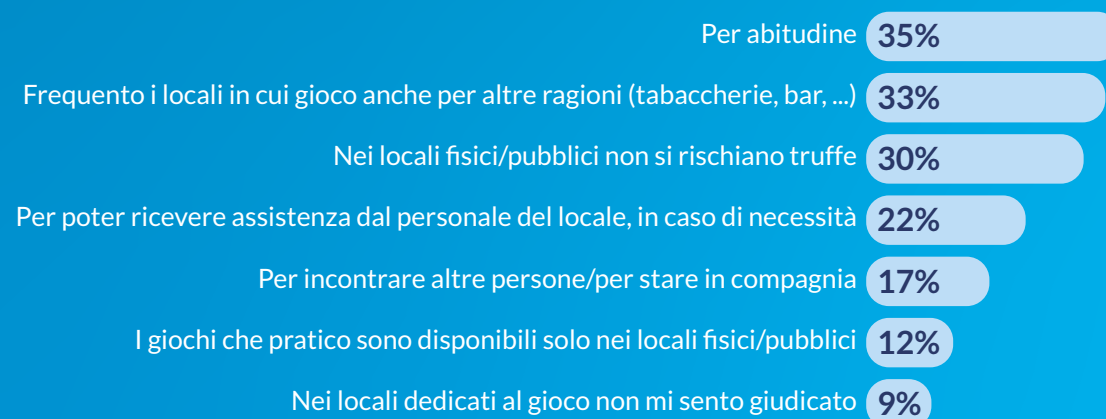 Per abitudine 35%
Frequento i locali in cui gioco anche per altre ragioni (tabaccherie, bar, ...) 33%
Nei locali fisici/pubblici non si rischiano truffe 30%
Per poter ricevere assistenza dal personale del locale, in caso di necessità 22%
Per incontrare altre persone/per stare in compagnia 17%
I giochi che pratico sono disponibili solo nei locali fisici/pubblici 12%
Nei locali dedicati al gioco non mi sento giudicato 9%